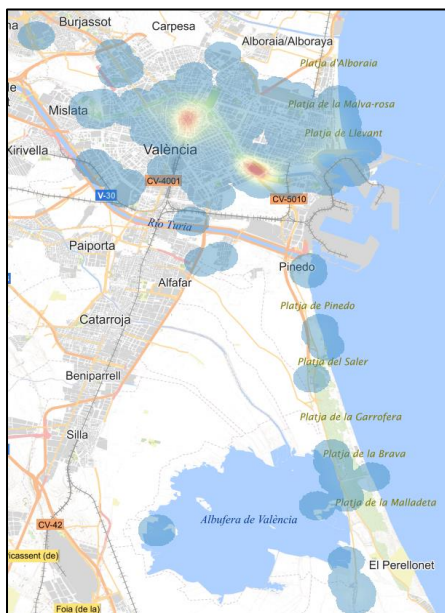 Burjassot
Carpesa
Alboraia/Alboraya
Platja d'Alboraia
Platja de la Malva-rosa
Mislata
Platja de Llevant
València
Xirivella
CV-4001
V-30
CV-5010
Río Turia
Paiporta
Pinedo
Alfafar
Platja de Pinedo
Catarroja
Platja del Saler
Beniparrell
Platja de la Garrofera
Silla
Platja de la Brava
Platja de la Malladeta
Albufera de València
CV-42
ricassent (de)
El Perellonet
Foia (de la)